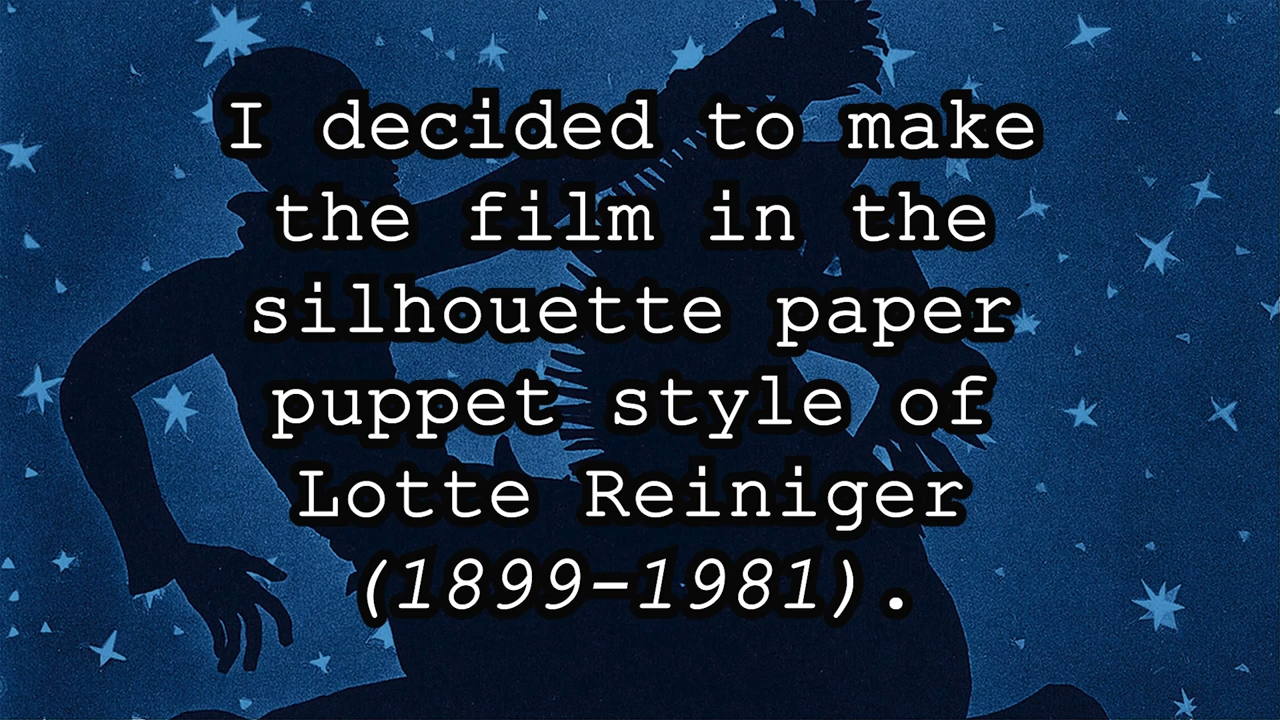 I decided to make
the film in the
silhouette paper
puppet style of
Lotte Reiniger
(1899–1981).